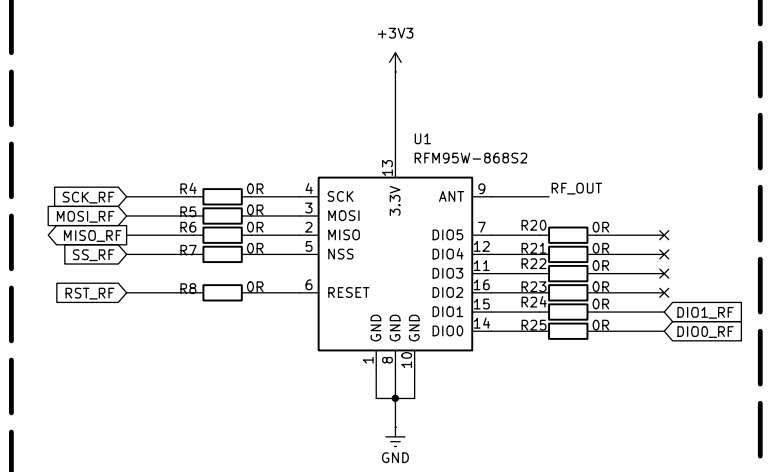 +3V3
U1
RFM95W-868S2
13
3.3V
SCK_RF R4 0R 4 SCK
MOSI_RF R5 0R 3 MOSI
MISO_RF R6 0R 2 MISO
SS_RF R7 0R 5 NSS
RST_RF R8 0R 6 RESET
ANT 9 RF_OUT
DIO5 7 R20 0R
DIO4 12 R21 0R
DIO3 11 R22 0R
DIO2 16 R23 0R
DIO1 15 R24 0R DIO1_RF
DIO0 14 R25 0R DIO0_RF
GND GND GND
1 8 10
GND